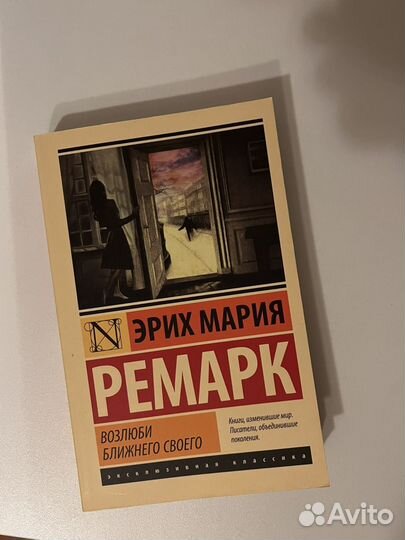 N
ЭРИХ МАРИЯ
РЕМАРК
ВОЗЛЮБИ
БЛИЖНЕГО СВОЕГО
Книги, изменившие мир.
Писатели, объединившие
поколения.
эксклюзивная классика
Avito